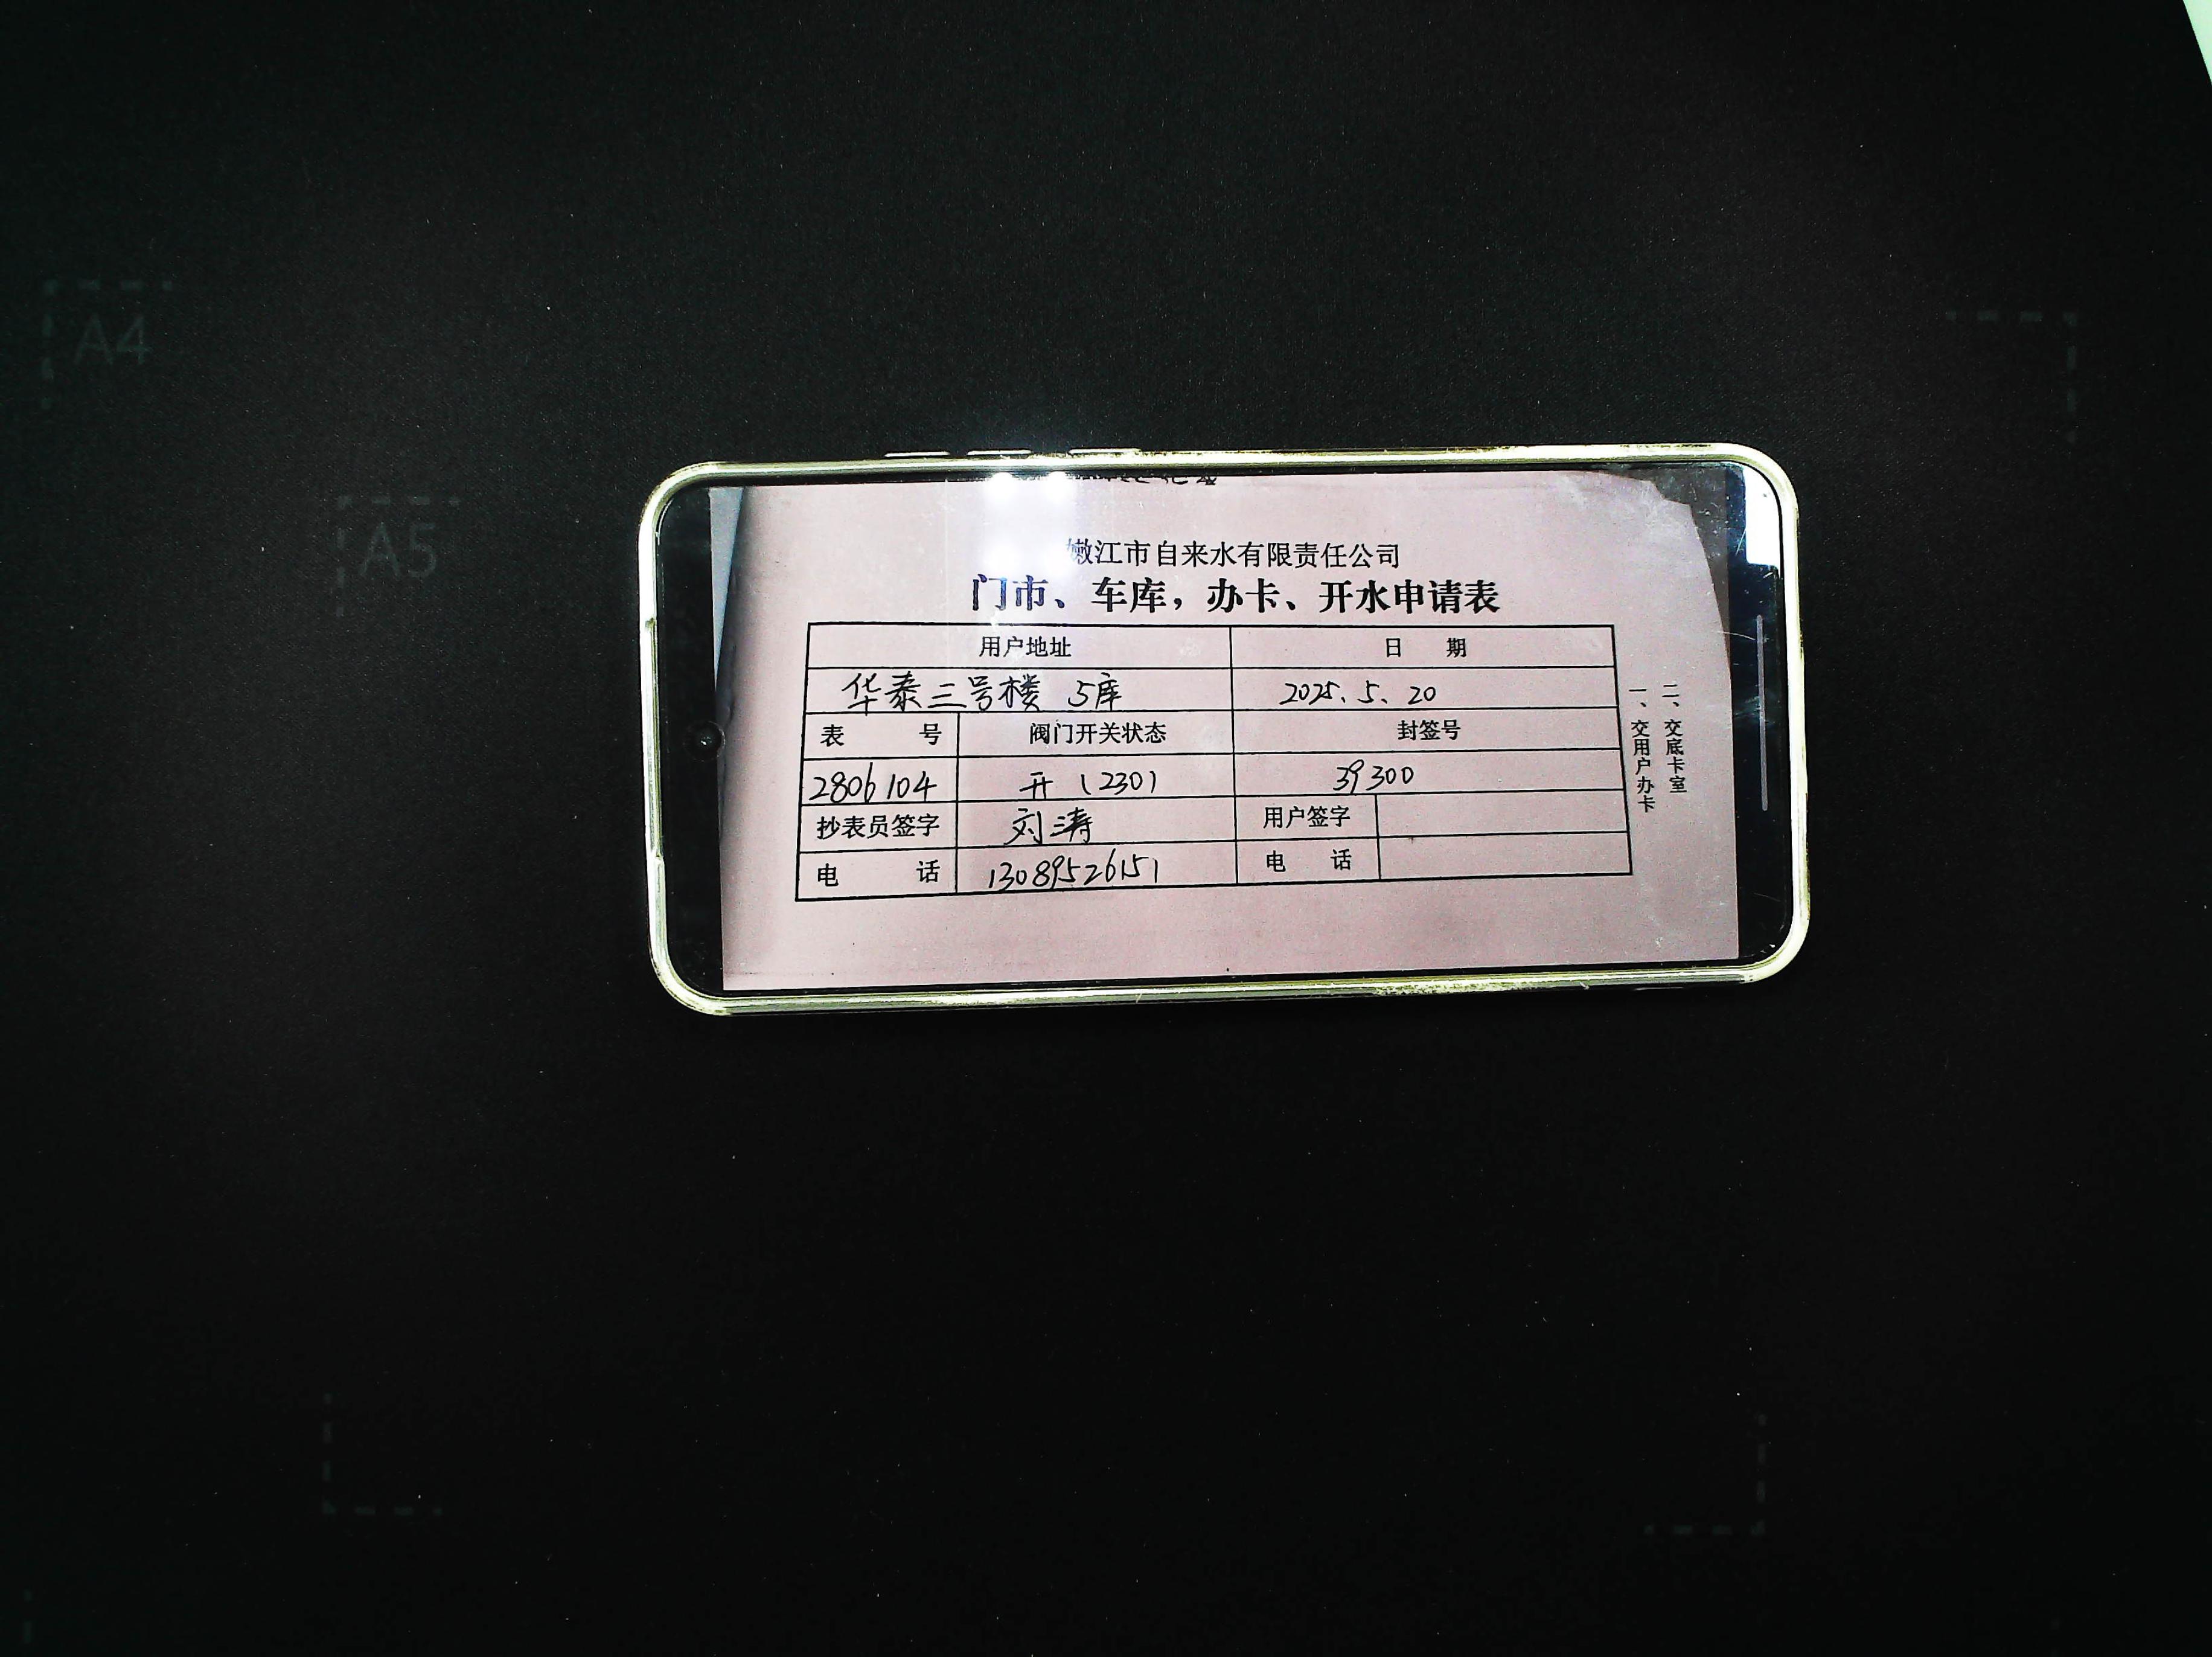 A4
A5
嫩江市自来水有限责任公司
门市、车库，办卡、开水申请表
用户地址 日 期
华泰三号楼 5库 2025.5.20
表 号 阀门开关状态 封签号
2806104 开 (230) 39300
抄表员签字 刘涛 用户签字
电 话 13089526151 电 话
一、交用户办卡
二、交底卡室